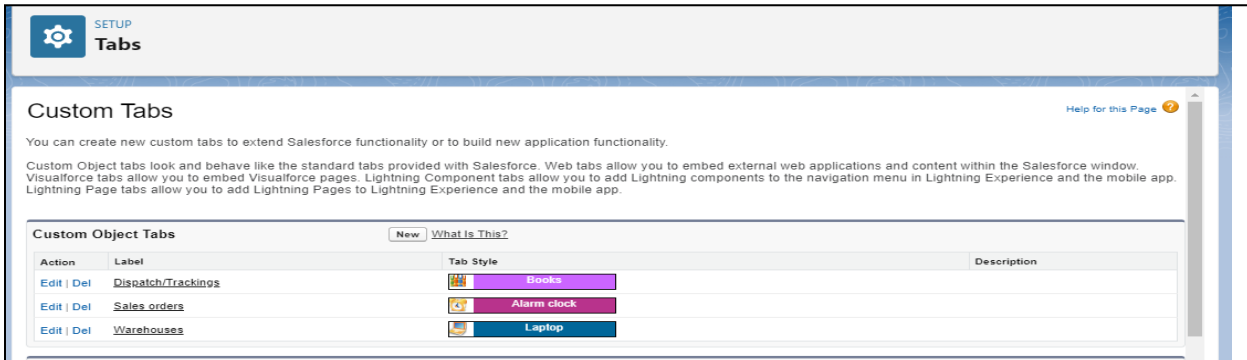 SETUP
Tabs
Custom Tabs
Help for this Page
You can create new custom tabs to extend Salesforce functionality or to build new application functionality.
Custom Object tabs look and behave like the standard tabs provided with Salesforce. Web tabs allow you to embed external web applications and content within the Salesforce window.
Visualforce tabs allow you to embed Visualforce pages. Lightning Component tabs allow you to add Lightning components to the navigation menu in Lightning Experience and the mobile app.
Lightning Page tabs allow you to add Lightning Pages to Lightning Experience and the mobile app.
Custom Object Tabs New What Is This?
Action Label Tab Style Description
Edit | Del Dispatch/Trackings Books
Edit | Del Sales orders Alarm clock
Edit | Del Warehouses Laptop